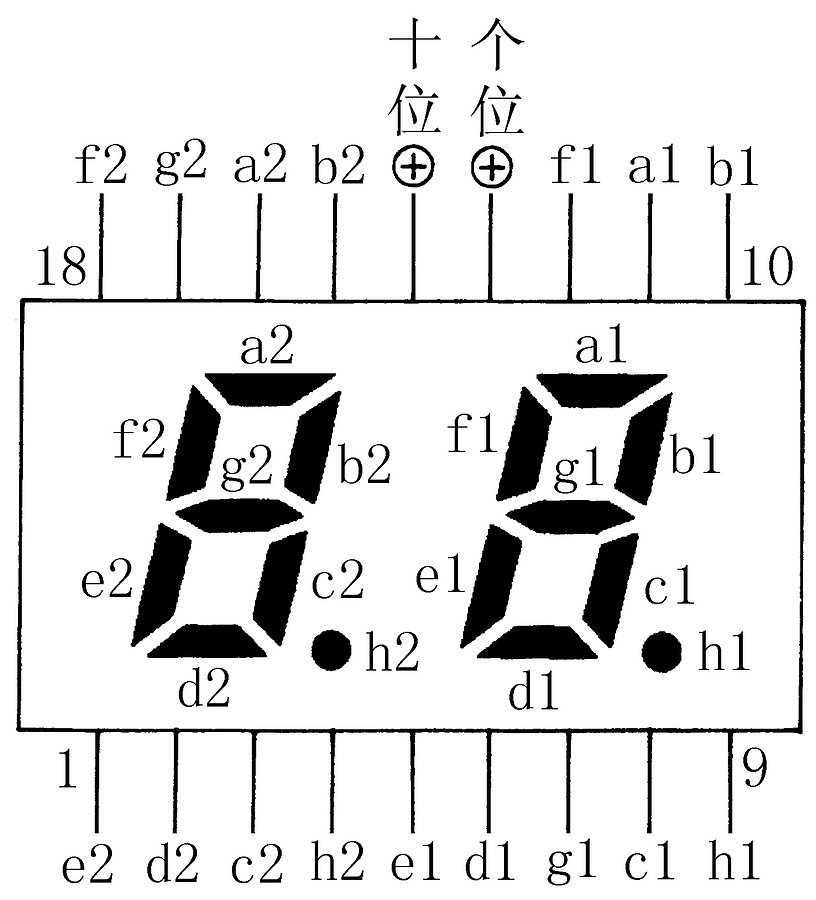 十 个
位 位
f2 g2 a2 b2 ⊕ ⊕ f1 a1 b1
18 10
a2 a1
f2 g2 b2 f1 g1 b1
e2 c2 e1 c1
d2 h2 d1 h1
1 9
e2 d2 c2 h2 e1 d1 g1 c1 h1